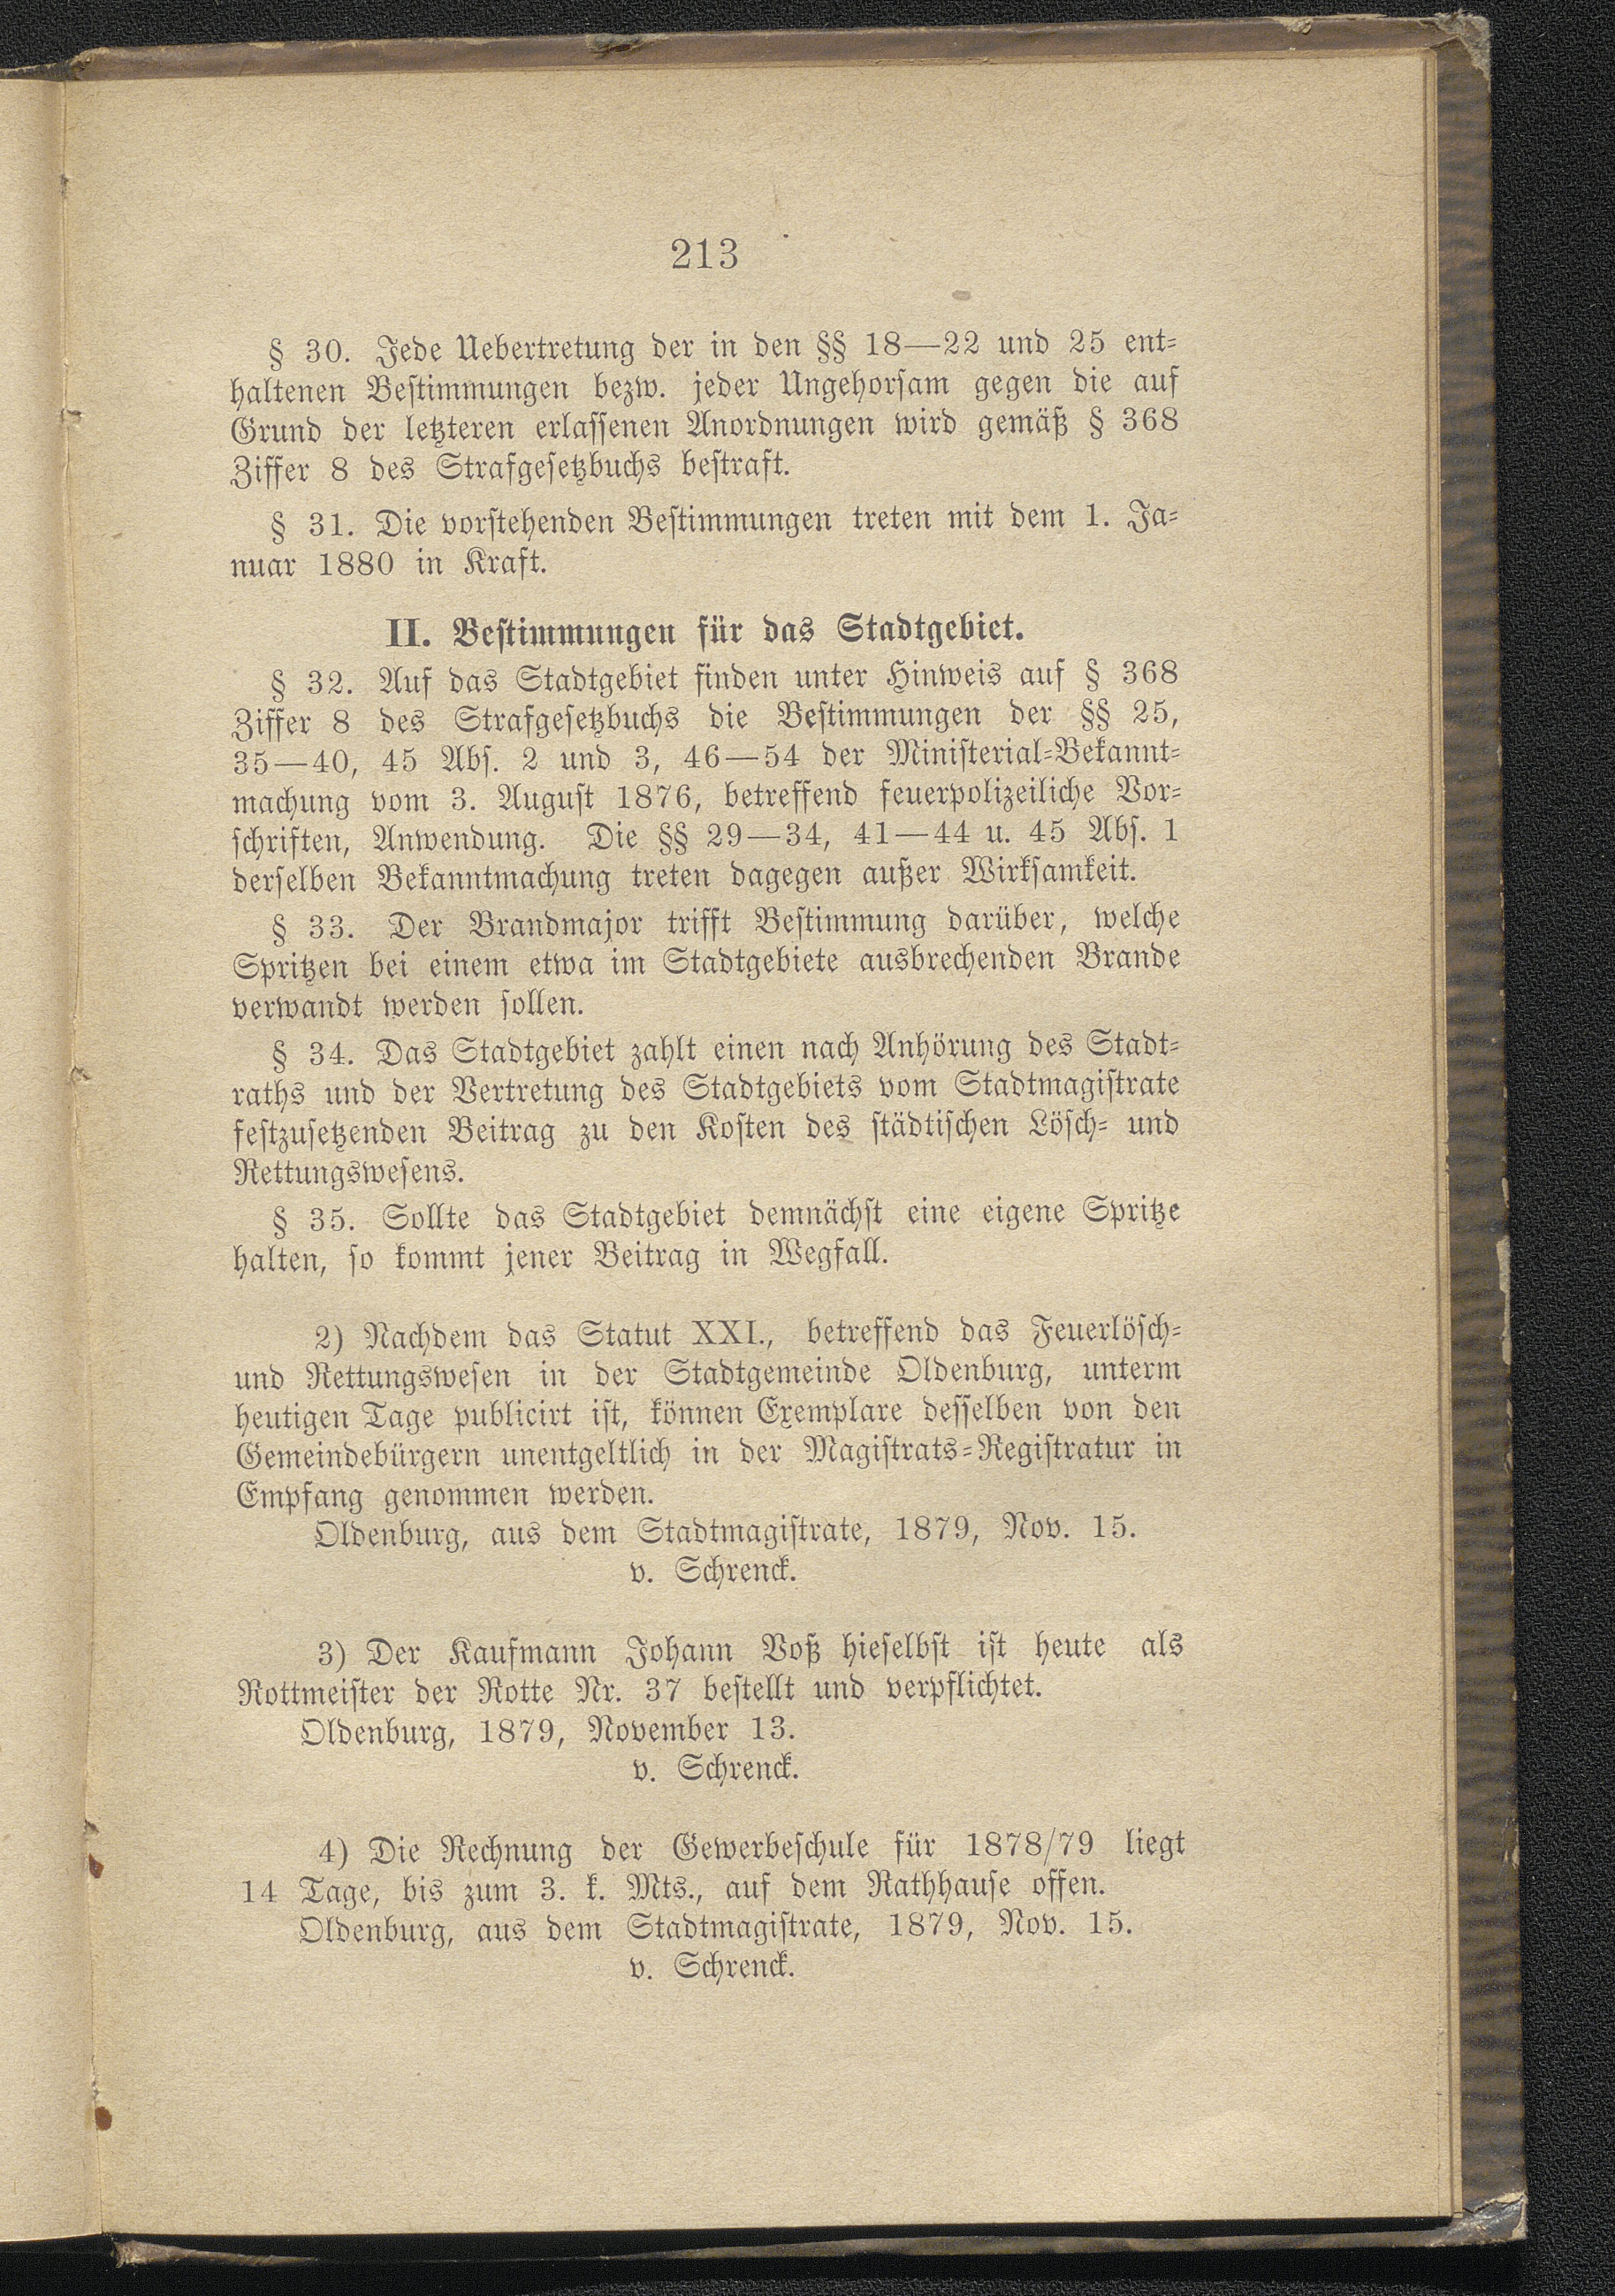 213
§ 30. Jede Uebertretung der in den §§ 18—22 und 25 ent-
haltenen Bestimmungen bezw. jeder Ungehorsam gegen die auf
Grund der letzteren erlassenen Anordnungen wird gemäß § 368
Ziffer 8 des Strafgesetzbuchs bestraft.
§ 31. Die vorstehenden Bestimmungen treten mit dem 1. Ja-
nuar 1880 in Kraft.
II. Bestimmungen für das Stadtgebiet.
§ 32. Auf das Stadtgebiet finden unter Hinweis auf § 368
Ziffer 8 des Strafgesetzbuchs die Bestimmungen der §§ 25,
35—40, 45 Abs. 2 und 3, 46—54 der Ministerial-Bekannt-
machung vom 3. August 1876, betreffend feuerpolizeiliche Vor-
schriften, Anwendung. Die §§ 29—34, 41—44 u. 45 Abs. 1
derselben Bekanntmachung treten dagegen außer Wirksamkeit.
§ 33. Der Brandmajor trifft Bestimmung darüber, welche
Spritzen bei einem etwa im Stadtgebiete ausbrechenden Brande
verwandt werden sollen.
§ 34. Das Stadtgebiet zahlt einen nach Anhörung des Stadt-
raths und der Vertretung des Stadtgebiets vom Stadtmagistrate
festzusetzenden Beitrag zu den Kosten des städtischen Lösch- und
Rettungswesens.
§ 35. Sollte das Stadtgebiet demnächst eine eigene Spritze
halten, so kommt jener Beitrag in Wegfall.
2) Nachdem das Statut XXI., betreffend das Feuerlösch-
und Rettungswesen in der Stadtgemeinde Oldenburg, unterm
heutigen Tage publicirt ist, können Exemplare desselben von den
Gemeindebürgern unentgeltlich in der Magistrats-Registratur in
Empfang genommen werden.
Oldenburg, aus dem Stadtmagistrate, 1879, Nov. 15.
v. Schrenck.
3) Der Kaufmann Johann Voß hieselbst ist heute als
Rottmeister der Rotte Nr. 37 bestellt und verpflichtet.
Oldenburg, 1879, November 13.
v. Schrenck.
4) Die Rechnung der Gewerbeschule für 1878/79 liegt
14 Tage, bis zum 3. k. Mts., auf dem Rathhause offen.
Oldenburg, aus dem Stadtmagistrate, 1879, Nov. 15.
v. Schrenck.